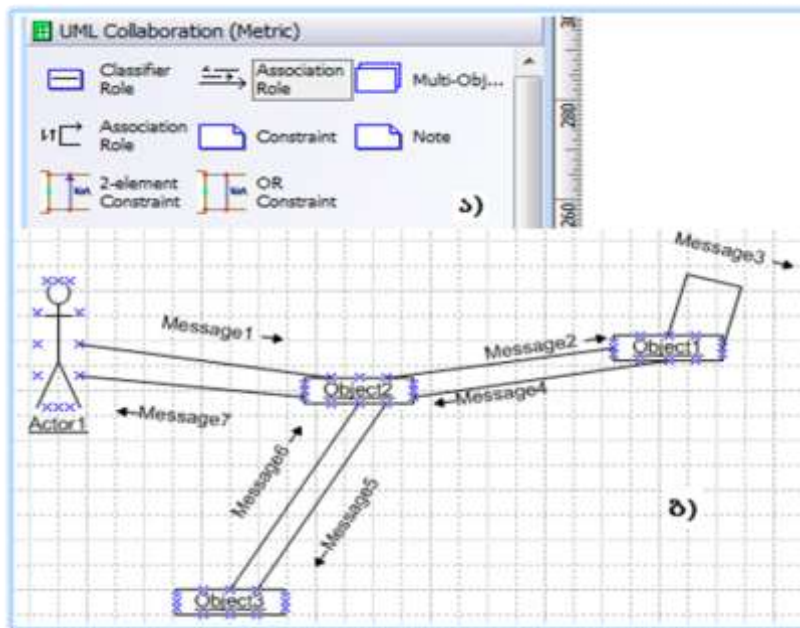 UML Collaboration (Metric)
Classifier Role
Association Role
Multi-Obj...
Association Role
Constraint
Note
2-element Constraint
OR Constraint
ა)
280
260
Message3
Message1
Message2
Object1
Object2
Message4
Message7
Actor1
Message6
Message5
ბ)
Object3